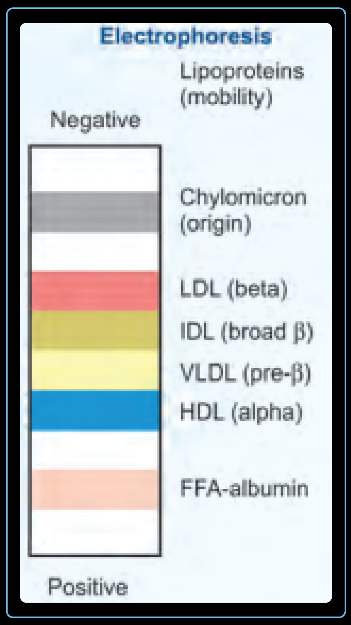 Electrophoresis
Lipoproteins
(mobility)
Negative
Chylomicron
(origin)
LDL (beta)
IDL (broad β)
VLDL (pre-β)
HDL (alpha)
FFA-albumin
Positive